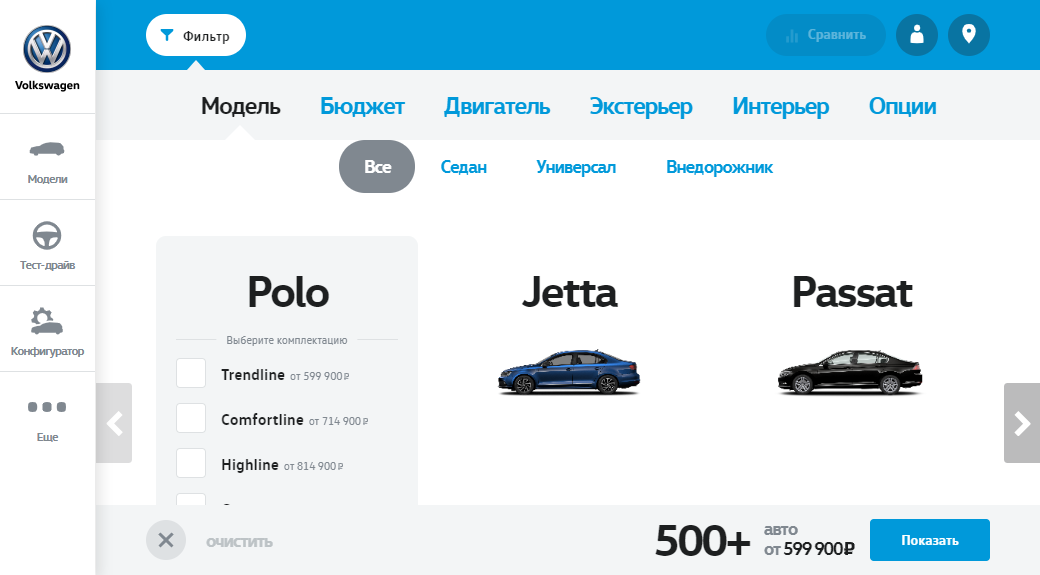 Volkswagen
Модели
Тест-драйв
Конфигуратор
Еще
Фильтр
Сравнить
Модель Бюджет Двигатель Экстерьер Интерьер Опции
Все Седан Универсал Внедорожник
Polo
Выберите комплектацию
Trendline от 599 900 ₽
Comfortline от 714 900 ₽
Highline от 814 900 ₽
Jetta
Passat
очистить
500+ авто
от 599 900 ₽
Показать